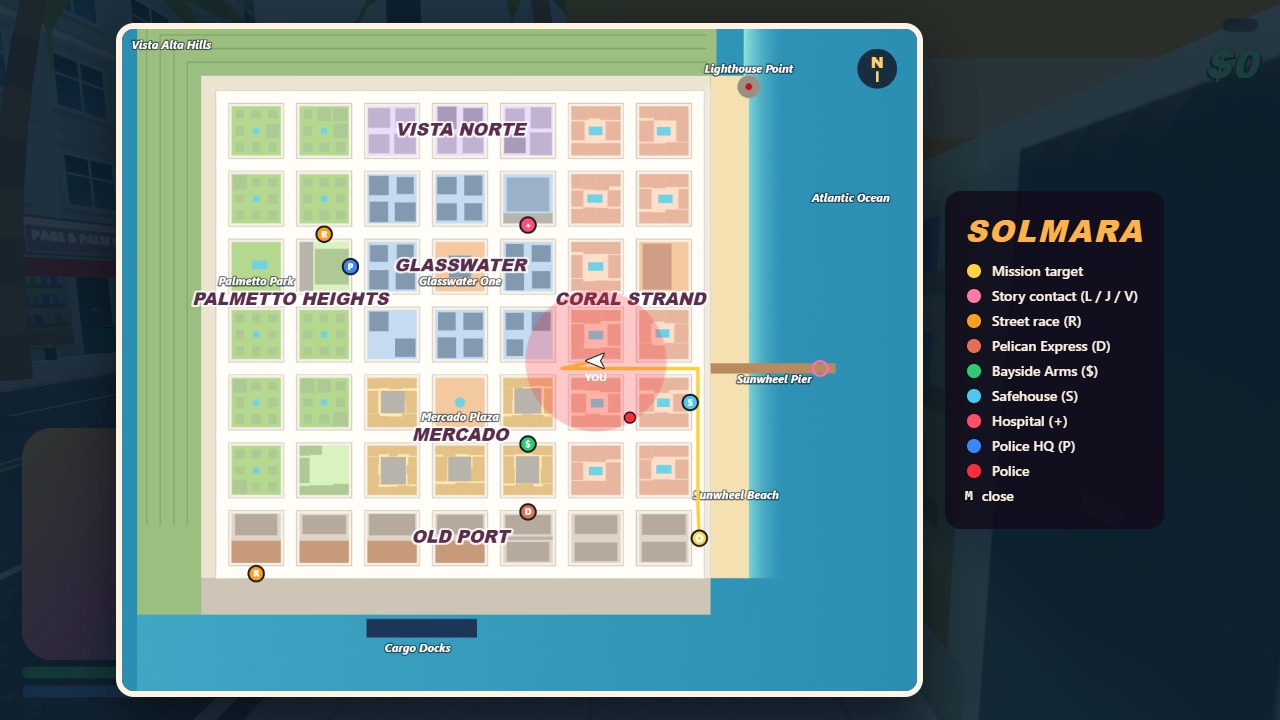 Vista Alta Hills
Lighthouse Point
N
$0
VISTA NORTE
Atlantic Ocean
PAGE & PALM
R
+
SOLMARA
P
GLASSWATER
Palmetto Park
Glasswater One
PALMETTO HEIGHTS
CORAL STRAND
Mission target
Story contact (L / J / V)
Street race (R)
Pelican Express (D)
Bayside Arms ($)
Safehouse (S)
Hospital (+)
Police HQ (P)
Police
M close
YOU
Sunwheel Pier
S
Mercado Plaza
MERCADO
$
Sunwheel Beach
D
OLD PORT
R
Cargo Docks